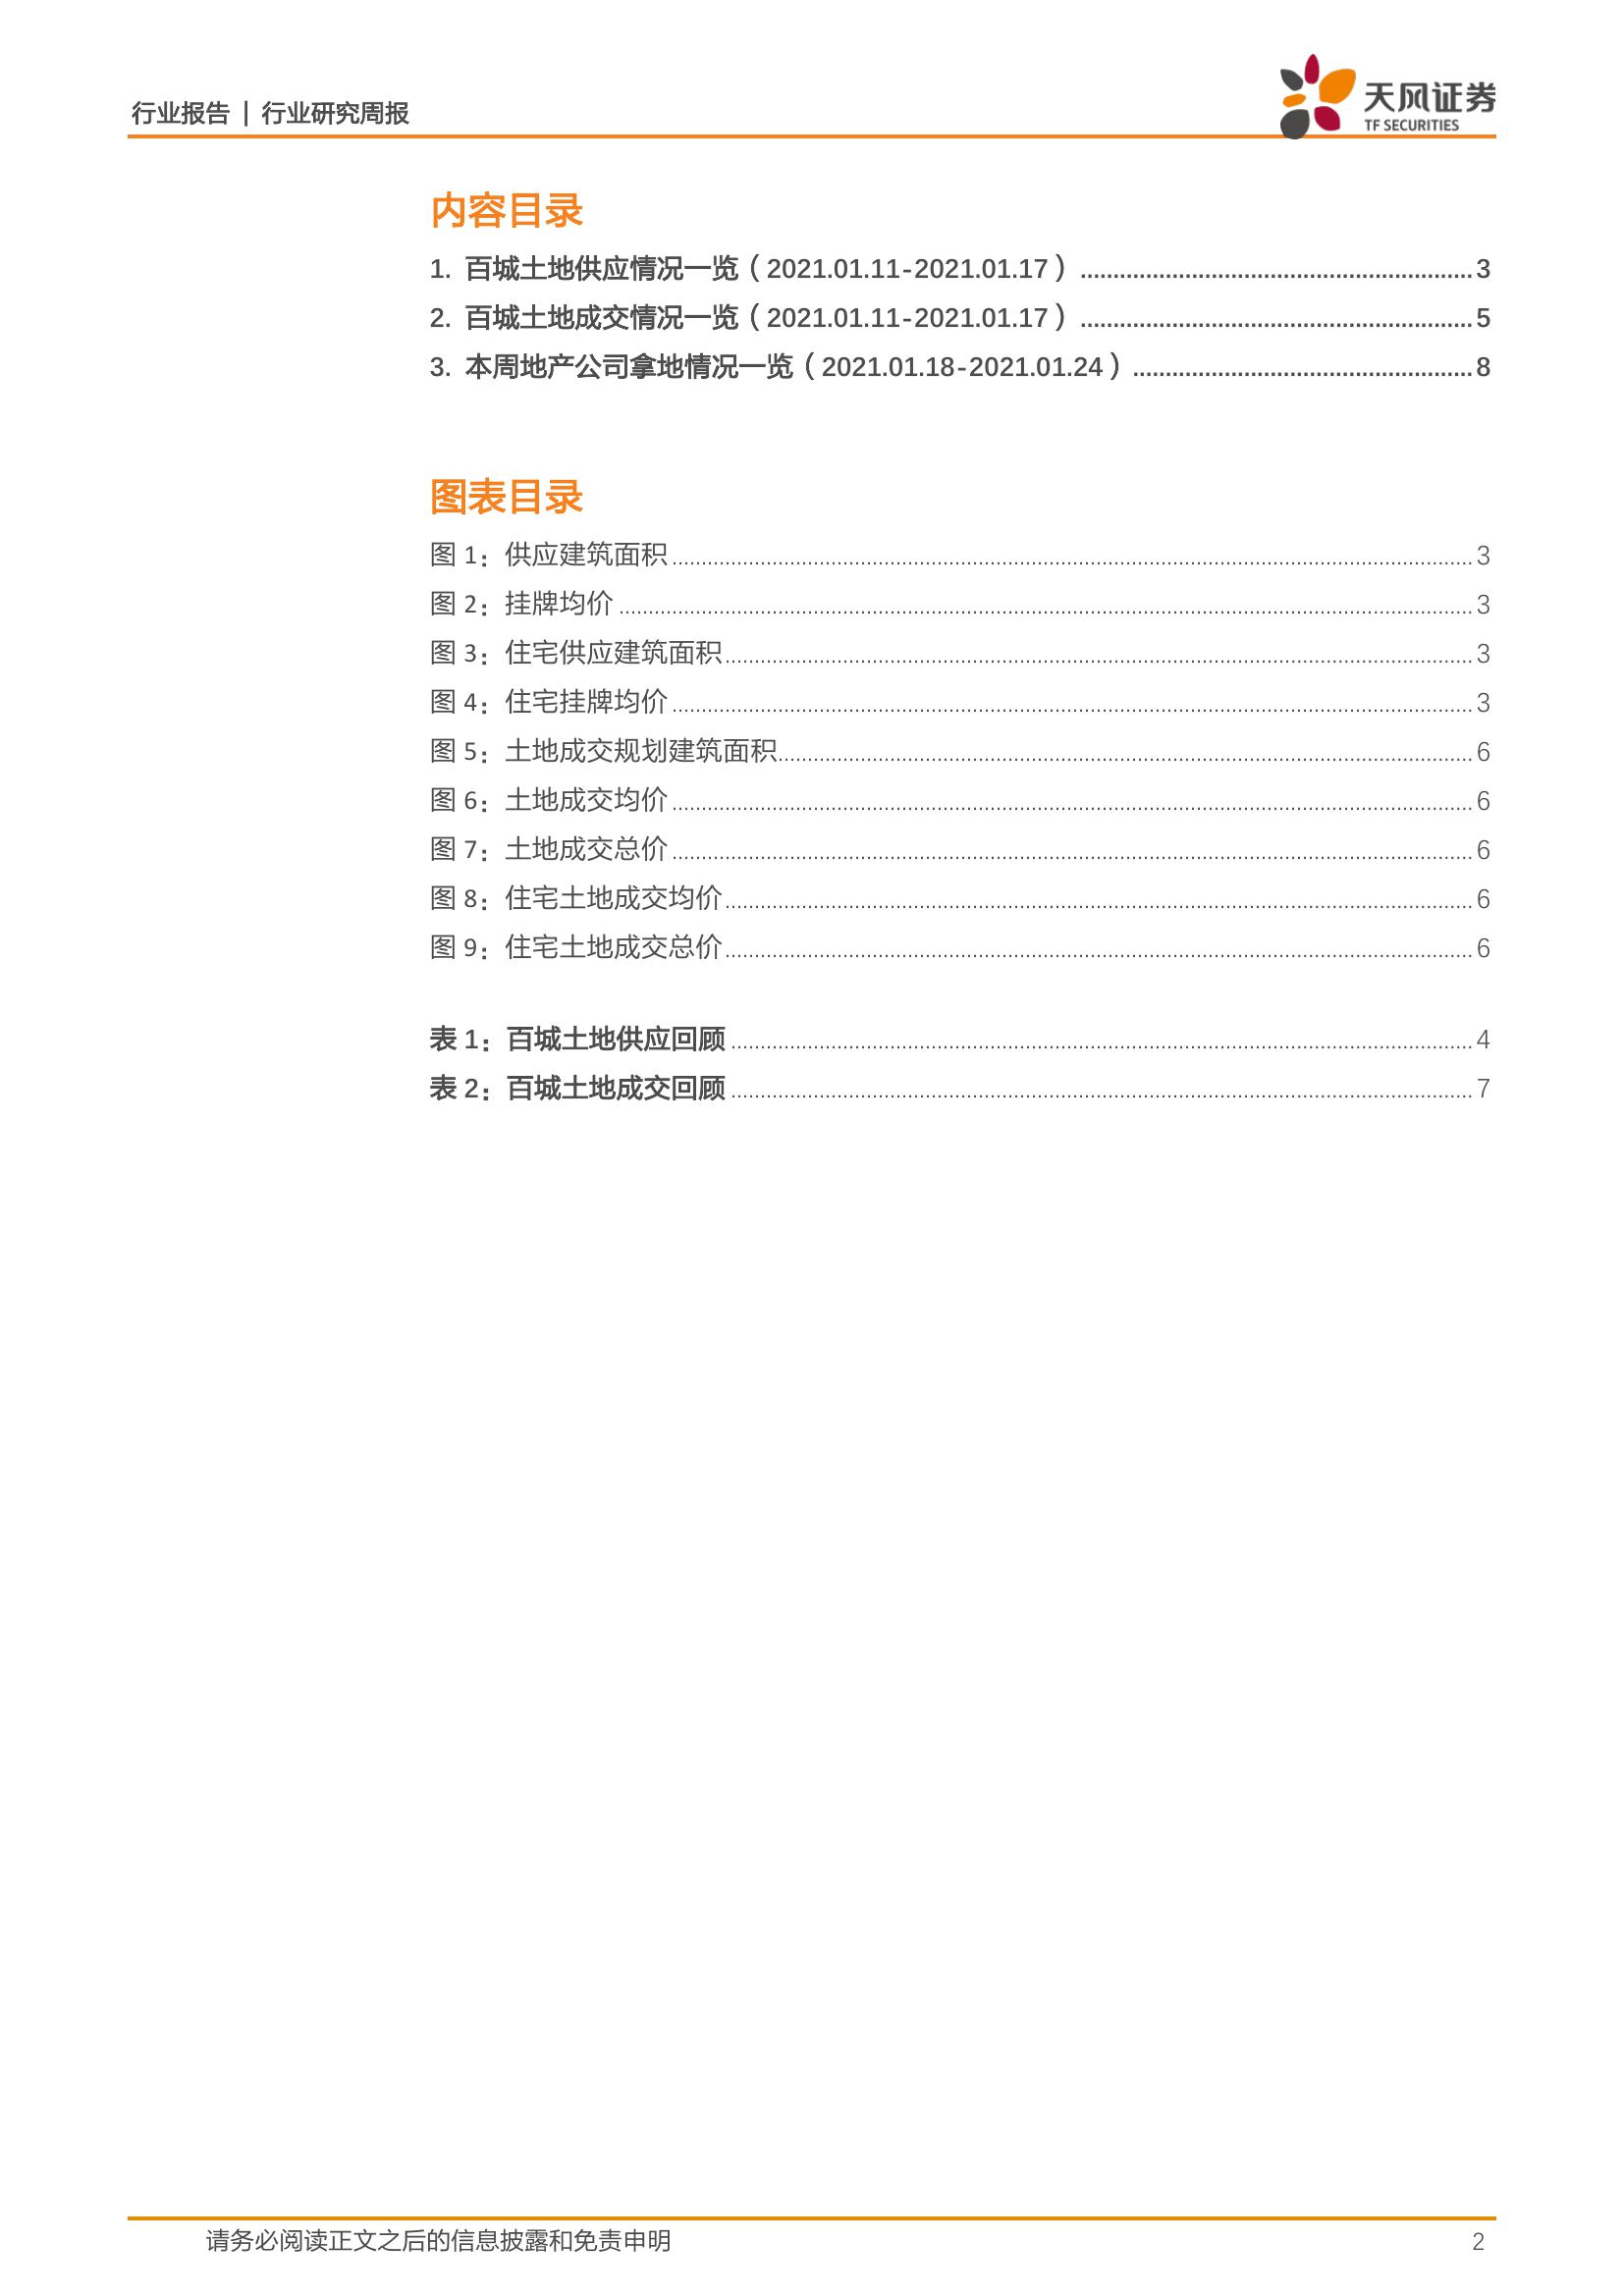 行业报告 | 行业研究周报
天风证券
TF SECURITIES
内容目录
1. 百城土地供应情况一览（2021.01.11-2021.01.17）3
2. 百城土地成交情况一览（2021.01.11-2021.01.17）5
3. 本周地产公司拿地情况一览（2021.01.18-2021.01.24）8
图表目录
图 1：供应建筑面积 3
图 2：挂牌均价 3
图 3：住宅供应建筑面积 3
图 4：住宅挂牌均价 3
图 5：土地成交规划建筑面积 6
图 6：土地成交均价 6
图 7：土地成交总价 6
图 8：住宅土地成交均价 6
图 9：住宅土地成交总价 6
表 1：百城土地供应回顾 4
表 2：百城土地成交回顾 7
请务必阅读正文之后的信息披露和免责申明 2